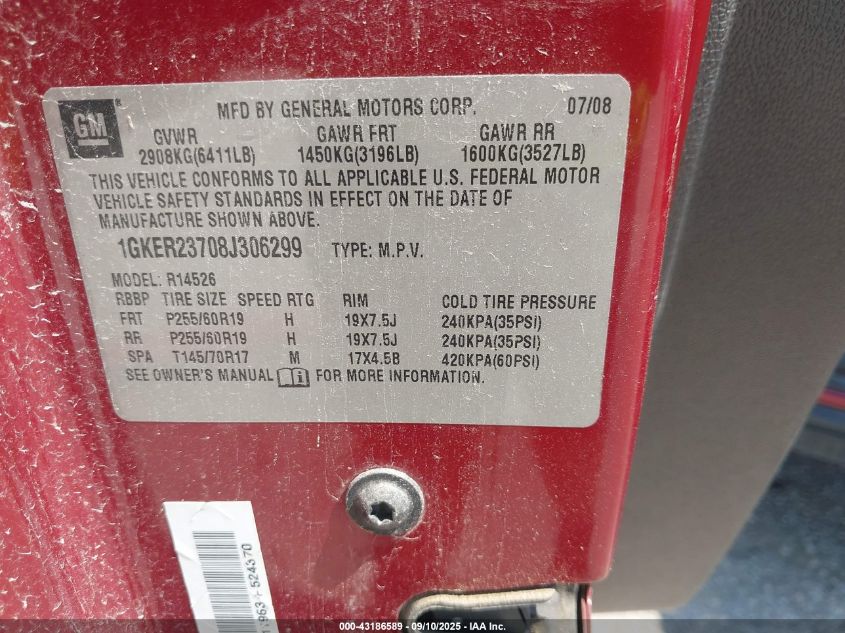 GM
MFD BY GENERAL MOTORS CORP. 07/08
GVWR GAWR FRT GAWR RR
2908KG(6411LB) 1450KG(3196LB) 1600KG(3527LB)
THIS VEHICLE CONFORMS TO ALL APPLICABLE U.S. FEDERAL MOTOR
VEHICLE SAFETY STANDARDS IN EFFECT ON THE DATE OF
MANUFACTURE SHOWN ABOVE.
1GKER23708J306299 TYPE: M.P.V.
MODEL: R14526
RBBP TIRE SIZE SPEED RTG RIM COLD TIRE PRESSURE
FRT P255/60R19 H 19X7.5J 240KPA(35PSI)
RR P255/60R19 H 19X7.5J 240KPA(35PSI)
SPA T145/70R17 M 17X4.5B 420KPA(60PSI)
SEE OWNER'S MANUAL FOR MORE INFORMATION.
524370
000-43186589 - 09/10/2025 - IAA Inc.